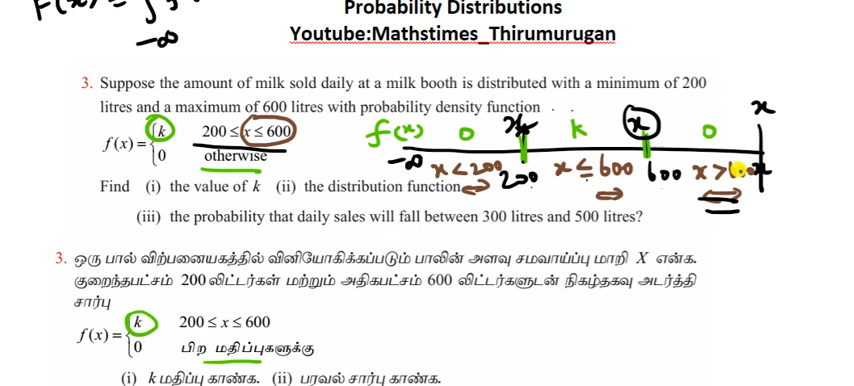 F(x) = ∫
-∞
Probability Distributions
Youtube:Mathstimes_Thirumurugan
3. Suppose the amount of milk sold daily at a milk booth is distributed with a minimum of 200
litres and a maximum of 600 litres with probability density function
f(x) = { k 200 ≤ x ≤ 600
0 otherwise
f(x) 0 k x 0 x
-∞ x<200 200 x≤600 600 x>
Find (i) the value of k (ii) the distribution function
(iii) the probability that daily sales will fall between 300 litres and 500 litres?
3. ஒரு பால் விற்பனையகத்தில் வினியோகிக்கப்படும் பாலின் அளவு சமவாய்ப்பு மாறி X என்க.
குறைந்தபட்சம் 200 லிட்டர்கள் மற்றும் அதிகபட்சம் 600 லிட்டர்களுடன் நிகழ்தகவு அடர்த்தி
சார்பு
f(x) = { k 200 ≤ x ≤ 600
0 பிற மதிப்புகளுக்கு
(i) k மதிப்பு காண்க. (ii) பரவல் சார்பு காண்க.